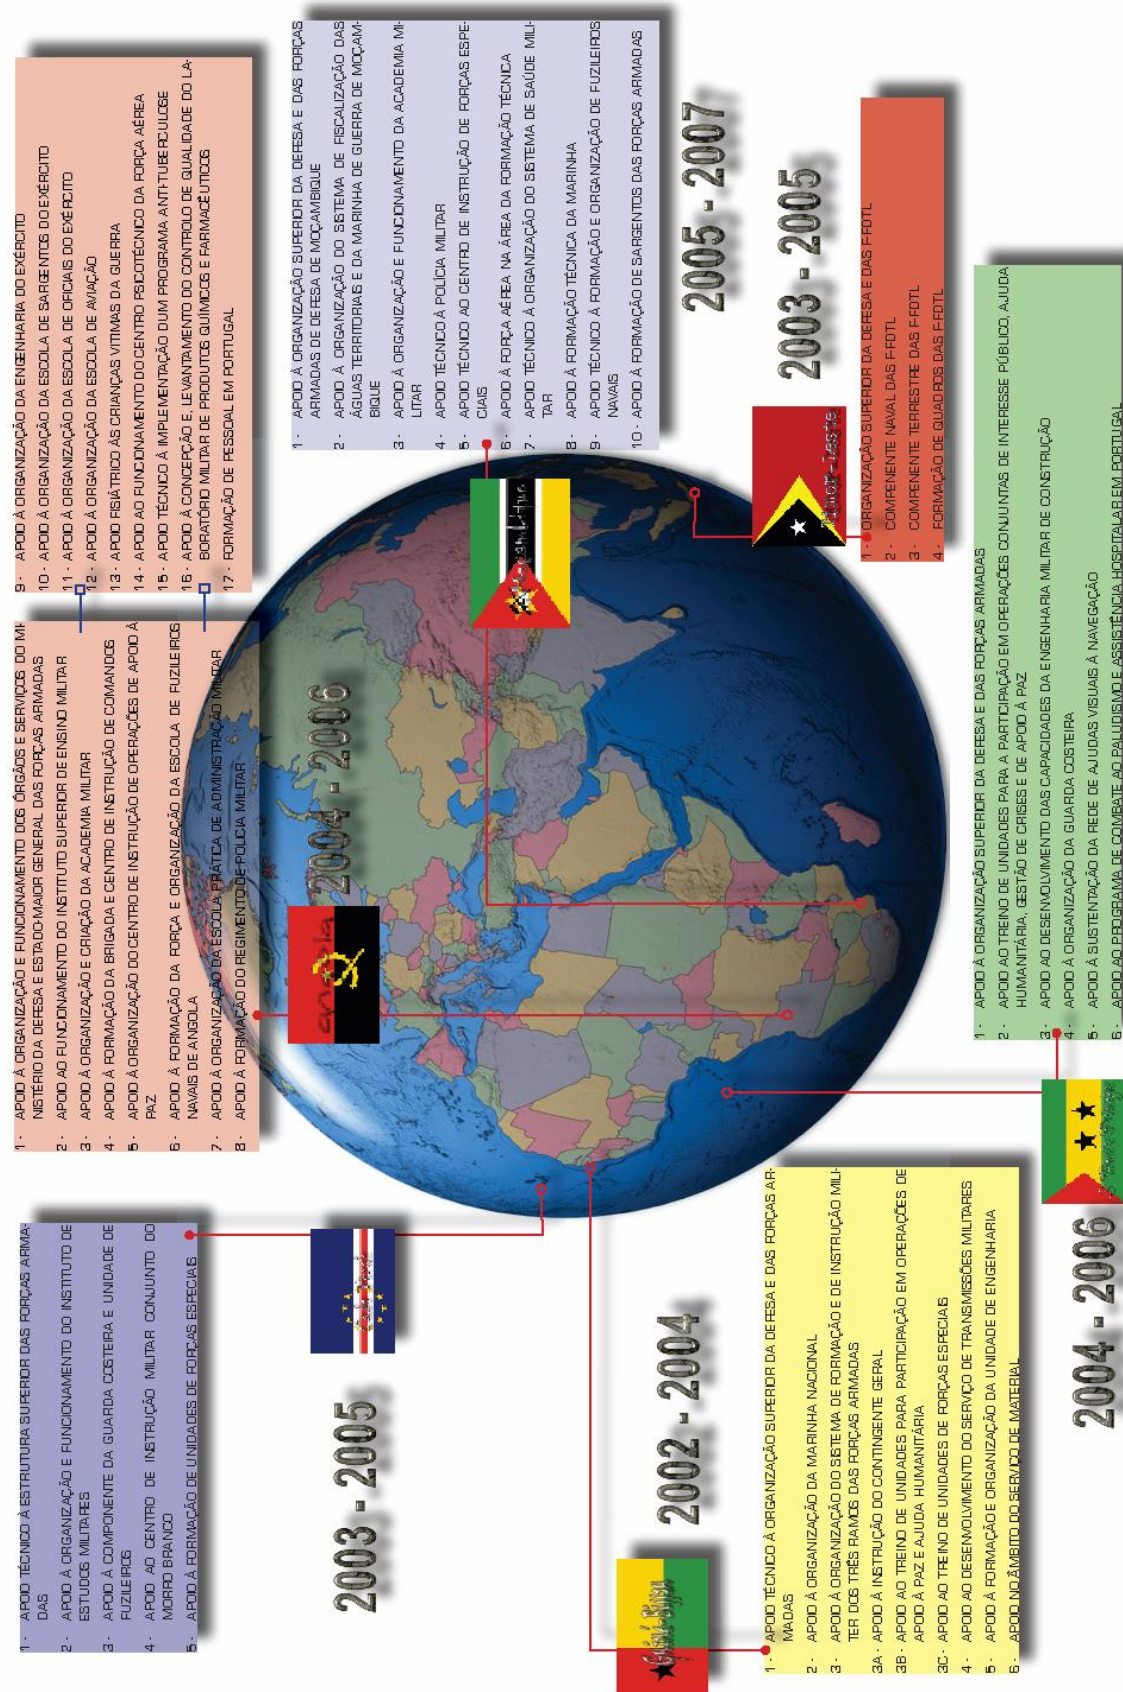 1 - APOIO TÉCNICO À ESTRUTURA SUPERIOR DAS FORÇAS ARMA-
DAS
2 - APOIO À ORGANIZAÇÃO E FUNCIONAMENTO DO INSTITUTO DE
ESTUDOS MILITARES
3 - APOIO À COMPONENTE DA GUARDA COSTEIRA E UNIDADE DE
FUZILEIROS
4 - APOIO AO CENTRO DE INSTRUÇÃO MILITAR CONJUNTO DO
MORRO BRANCO
5 - APOIO À FORMAÇÃO DE UNIDADES DE FORÇAS ESPECIAIS
2003 - 2005
Cabo Verde
1 - APOIO À ORGANIZAÇÃO E FUNCIONAMENTO DOS ÓRGÃOS E SERVIÇOS DO MI-
NISTÉRIO DA DEFESA E ESTADO-MAIOR GENERAL DAS FORÇAS ARMADAS
2 - APOIO AO FUNCIONAMENTO DO INSTITUTO SUPERIOR DE ENSINO MILITAR
3 - APOIO À ORGANIZAÇÃO E CRIAÇÃO DA ACADEMIA MILITAR
4 - APOIO À FORMAÇÃO DA BRIGADA E CENTRO DE INSTRUÇÃO DE COMANDOS
5 - APOIO À ORGANIZAÇÃO DO CENTRO DE INSTRUÇÃO DE OPERAÇÕES DE APOIO À
PAZ
6 - APOIO À FORMAÇÃO DA FORÇA E ORGANIZAÇÃO DA ESCOLA DE FUZILEIROS
NAVAIS DE ANGOLA
7 - APOIO À ORGANIZAÇÃO DA ESCOLA PRÁTICA DE ADMINISTRAÇÃO MILITAR
8 - APOIO À FORMAÇÃO DO REGIMENTO DE POLICIA MILITAR
9 - APOIO À ORGANIZAÇÃO DA ENGENHARIA DO EXÉRCITO
10 - APOIO À ORGANIZAÇÃO DA ESCOLA DE SARGENTOS DO EXÉRCITO
11 - APOIO À ORGANIZAÇÃO DA ESCOLA DE OFICIAIS DO EXÉRCITO
12 - APOIO À ORGANIZAÇÃO DA ESCOLA DE AVIAÇÃO
13 - APOIO FISIÁTRICO ÀS CRIANÇAS VITIMAS DA GUERRA
14 - APOIO AO FUNCIONAMENTO DO CENTRO PSICOTÉCNICO DA FORÇA AÉREA
15 - APOIO TÉCNICO À IMPLEMENTAÇÃO DUM PROGRAMA ANTI-TUBERCULOSE
16 - APOIO À CONCEPÇÃO E, LEVANTAMENTO DO CONTROLO DE QUALIDADE DO LA-
BORATÓRIO MILITAR DE PRODUTOS QUÍMICOS E FARMACÊUTICOS
17 - FORMAÇÃO DE PESSOAL EM PORTUGAL
angola
2004 - 2006
1 - APOIO À ORGANIZAÇÃO SUPERIOR DA DEFESA E DAS FORÇAS
ARMADAS DE DEFESA DE MOÇAMBIQUE
2 - APOIO À ORGANIZAÇÃO DO SISTEMA DE FISCALIZAÇÃO DAS
ÁGUAS TERRITORIAIS E DA MARINHA DE GUERRA DE MOÇAM-
BIQUE
3 - APOIO À ORGANIZAÇÃO E FUNCIONAMENTO DA ACADEMIA MI-
LITAR
4 - APOIO TÉCNICO À POLÍCIA MILITAR
5 - APOIO TÉCNICO AO CENTRO DE INSTRUÇÃO DE FORÇAS ESPE-
CIAIS
6 - APOIO À FORÇA AÉREA NA ÁREA DA FORMAÇÃO TÉCNICA
7 - APOIO TÉCNICO À ORGANIZAÇÃO DO SISTEMA DE SAÚDE MILI-
TAR
8 - APOIO À FORMAÇÃO TÉCNICA DA MARINHA
9 - APOIO TÉCNICO À FORMAÇÃO E ORGANIZAÇÃO DE FUZILEIROS
NAVAIS
10 - APOIO À FORMAÇÃO DE SARGENTOS DAS FORÇAS ARMADAS
2005 - 2007
2002 - 2004
Guiné-Bissau
1 - APOIO TÉCNICO À ORGANIZAÇÃO SUPERIOR DA DEFESA E DAS FORÇAS AR-
MADAS
2 - APOIO À ORGANIZAÇÃO DA MARINHA NACIONAL
3 - APOIO À ORGANIZAÇÃO DO SISTEMA DE FORMAÇÃO E DE INSTRUÇÃO MILI-
TER DOS TRÊS RAMOS DAS FORÇAS ARMADAS
3A - APOIO À INSTRUÇÃO DO CONTINGENTE GERAL
3B - APOIO AO TREINO DE UNIDADES PARA PARTICIPAÇÃO EM OPERAÇÕES DE
APOIO À PAZ E AJUDA HUMANITÁRIA
3C - APOIO AO TREINO DE UNIDADES DE FORÇAS ESPECIAIS
4 - APOIO AO DESENVOLVIMENTO DO SERVIÇO DE TRANSMISSÕES MILITARES
5 - APOIO À FORMAÇÃO E ORGANIZAÇÃO DA UNIDADE DE ENGENHARIA
6 - APOIO NO ÂMBITO DO SERVIÇO DE MATERIAL
2003 - 2005
Timor-Leste
1 - ORGANIZAÇÃO SUPERIOR DA DEFESA E DAS F-FDTL
2 - COMPENENTE NAVAL DAS F-FDTL
3 - COMPENENTE TERRESTRE DAS F-FDTL
4 - FORMAÇÃO DE QUADROS DAS F-FDTL
2004 - 2006
1 - APOIO À ORGANIZAÇÃO SUPERIOR DA DEFESA E DAS FORÇAS ARMADAS
2 - APOIO AO TREINO DE UNIDADES PARA A PARTICIPAÇÃO EM OPERAÇÕES CONJUNTAS DE INTERESSE PÚBLICO, AJUDA
HUMANITÁRIA, GESTÃO DE CRISES E DE APOIO À PAZ
3 - APOIO AO DESENVOLVIMENTO DAS CAPACIDADES DA ENGENHARIA MILITAR DE CONSTRUÇÃO
4 - APOIO À ORGANIZAÇÃO DA GUARDA COSTEIRA
5 - APOIO À SUSTENTAÇÃO DA REDE DE AJUDAS VISUAIS À NAVEGAÇÃO
6 - APOIO AO PROGRAMA DE COMBATE AO PALUDISMO E ASSISTÊNCIA HOSPITALAR EM PORTUGAL